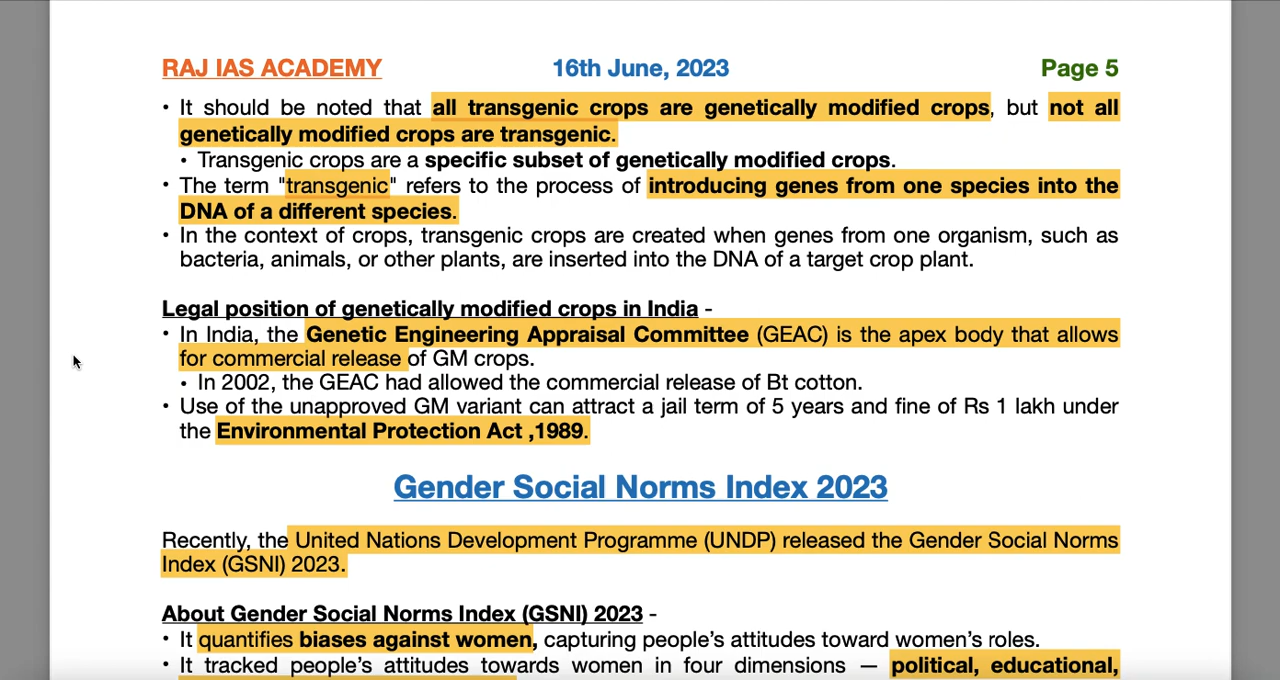 RAJ IAS ACADEMY 16th June, 2023 Page 5
• It should be noted that all transgenic crops are genetically modified crops, but not all
genetically modified crops are transgenic.
• Transgenic crops are a specific subset of genetically modified crops.
• The term "transgenic" refers to the process of introducing genes from one species into the
DNA of a different species.
• In the context of crops, transgenic crops are created when genes from one organism, such as
bacteria, animals, or other plants, are inserted into the DNA of a target crop plant.
Legal position of genetically modified crops in India -
• In India, the Genetic Engineering Appraisal Committee (GEAC) is the apex body that allows
for commercial release of GM crops.
• In 2002, the GEAC had allowed the commercial release of Bt cotton.
• Use of the unapproved GM variant can attract a jail term of 5 years and fine of Rs 1 lakh under
the Environmental Protection Act ,1989.
Gender Social Norms Index 2023
Recently, the United Nations Development Programme (UNDP) released the Gender Social Norms
Index (GSNI) 2023.
About Gender Social Norms Index (GSNI) 2023 -
• It quantifies biases against women, capturing people’s attitudes toward women’s roles.
• It tracked people’s attitudes towards women in four dimensions — political, educational,